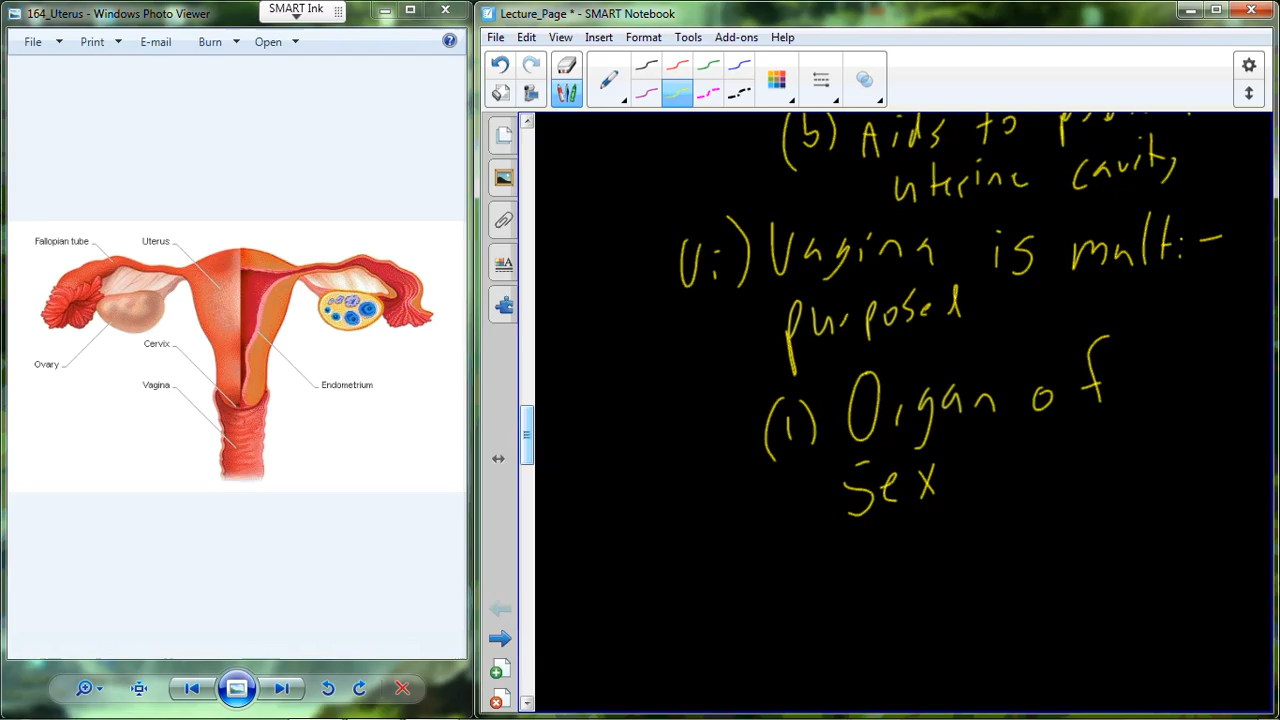 164_Uterus - Windows Photo Viewer
SMART Ink
File Print E-mail Burn Open
Fallopian tube
Uterus
Ovary
Cervix
Vagina
Endometrium
Lecture_Page * - SMART Notebook
File Edit View Insert Format Tools Add-ons Help
(b) Aids to
uterine cavity
Vi) Vagina is multi-
purposed
(1) Organ of
Sex